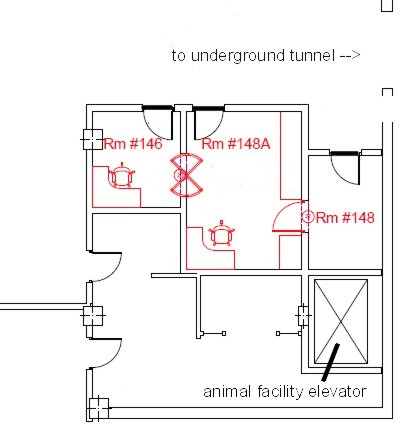 to underground tunnel -->
Rm #146
Rm #148A
Rm #148
animal facility elevator